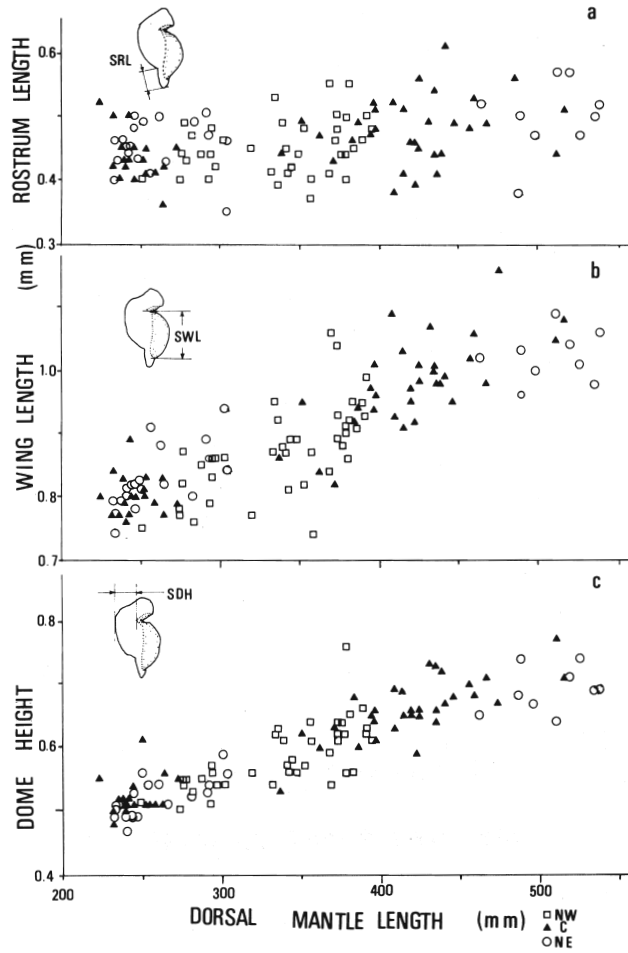 a
SRL
ROSTRUM LENGTH
0.6
0.5
0.4
0.3
(mm)
b
SWL
WING LENGTH
1.0
0.8
0.7
c
SDH
DOME HEIGHT
0.8
0.6
0.4
200
300
400
500
DORSAL MANTLE LENGTH (mm)
NW
C
NE